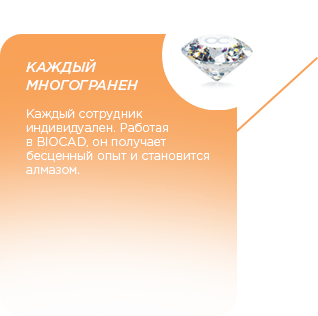 КАЖДЫЙ
МНОГОГРАНЕН
Каждый сотрудник
индивидуален. Работая
в BIOCAD, он получает
бесценный опыт и становится
алмазом.